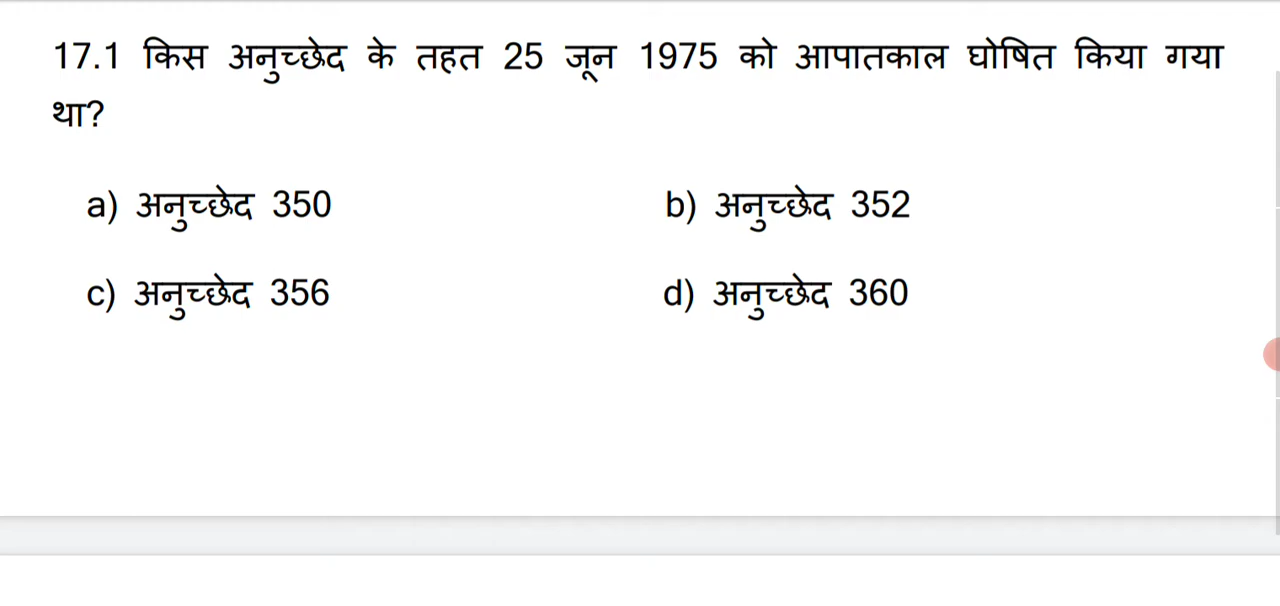 17.1 किस अनुच्छेद के तहत 25 जून 1975 को आपातकाल घोषित किया गया
था?
a) अनुच्छेद 350 b) अनुच्छेद 352
c) अनुच्छेद 356 d) अनुच्छेद 360